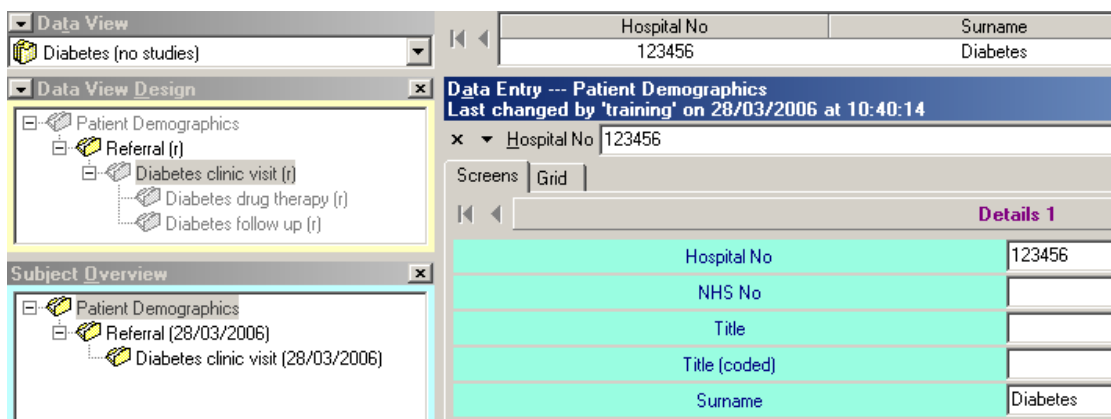 Data View
Diabetes (no studies)
Data View Design
Patient Demographics
Referral (r)
Diabetes clinic visit (r)
Diabetes drug therapy (r)
Diabetes follow up (r)
Subject Overview
Patient Demographics
Referral (28/03/2006)
Diabetes clinic visit (28/03/2006)
Hospital No Surname
123456 Diabetes
Data Entry --- Patient Demographics
Last changed by 'training' on 28/03/2006 at 10:40:14
Hospital No 123456
Screens Grid
Details 1
Hospital No 123456
NHS No
Title
Title (coded)
Surname Diabetes